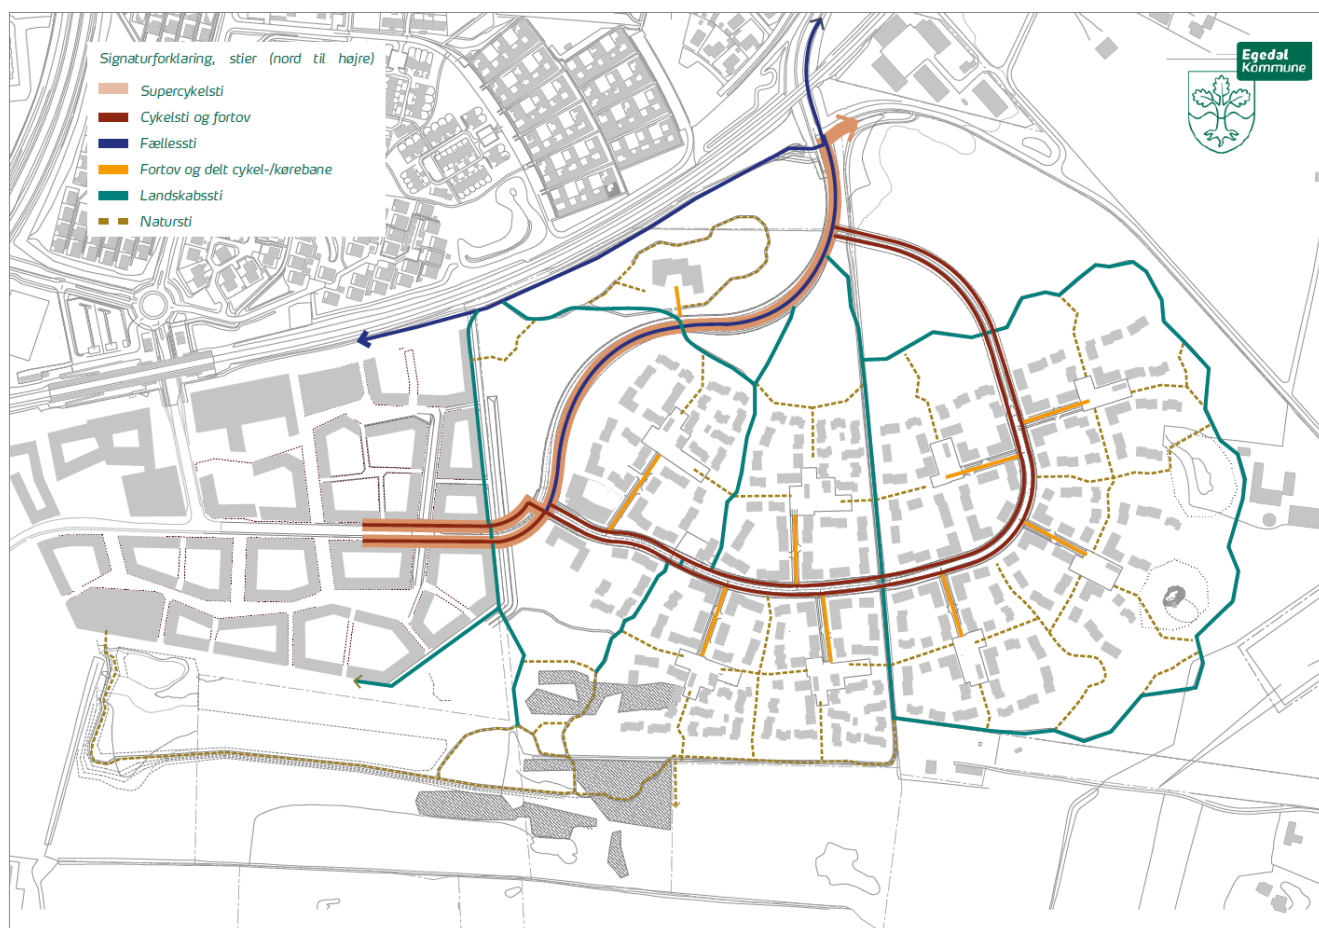 Signaturforklaring, stier (nord til højre)
Supercykelsti
Cykelsti og fortov
Fællessti
Fortov og delt cykel-/kørebane
Landskabssti
Natursti
Egedal
Kommune